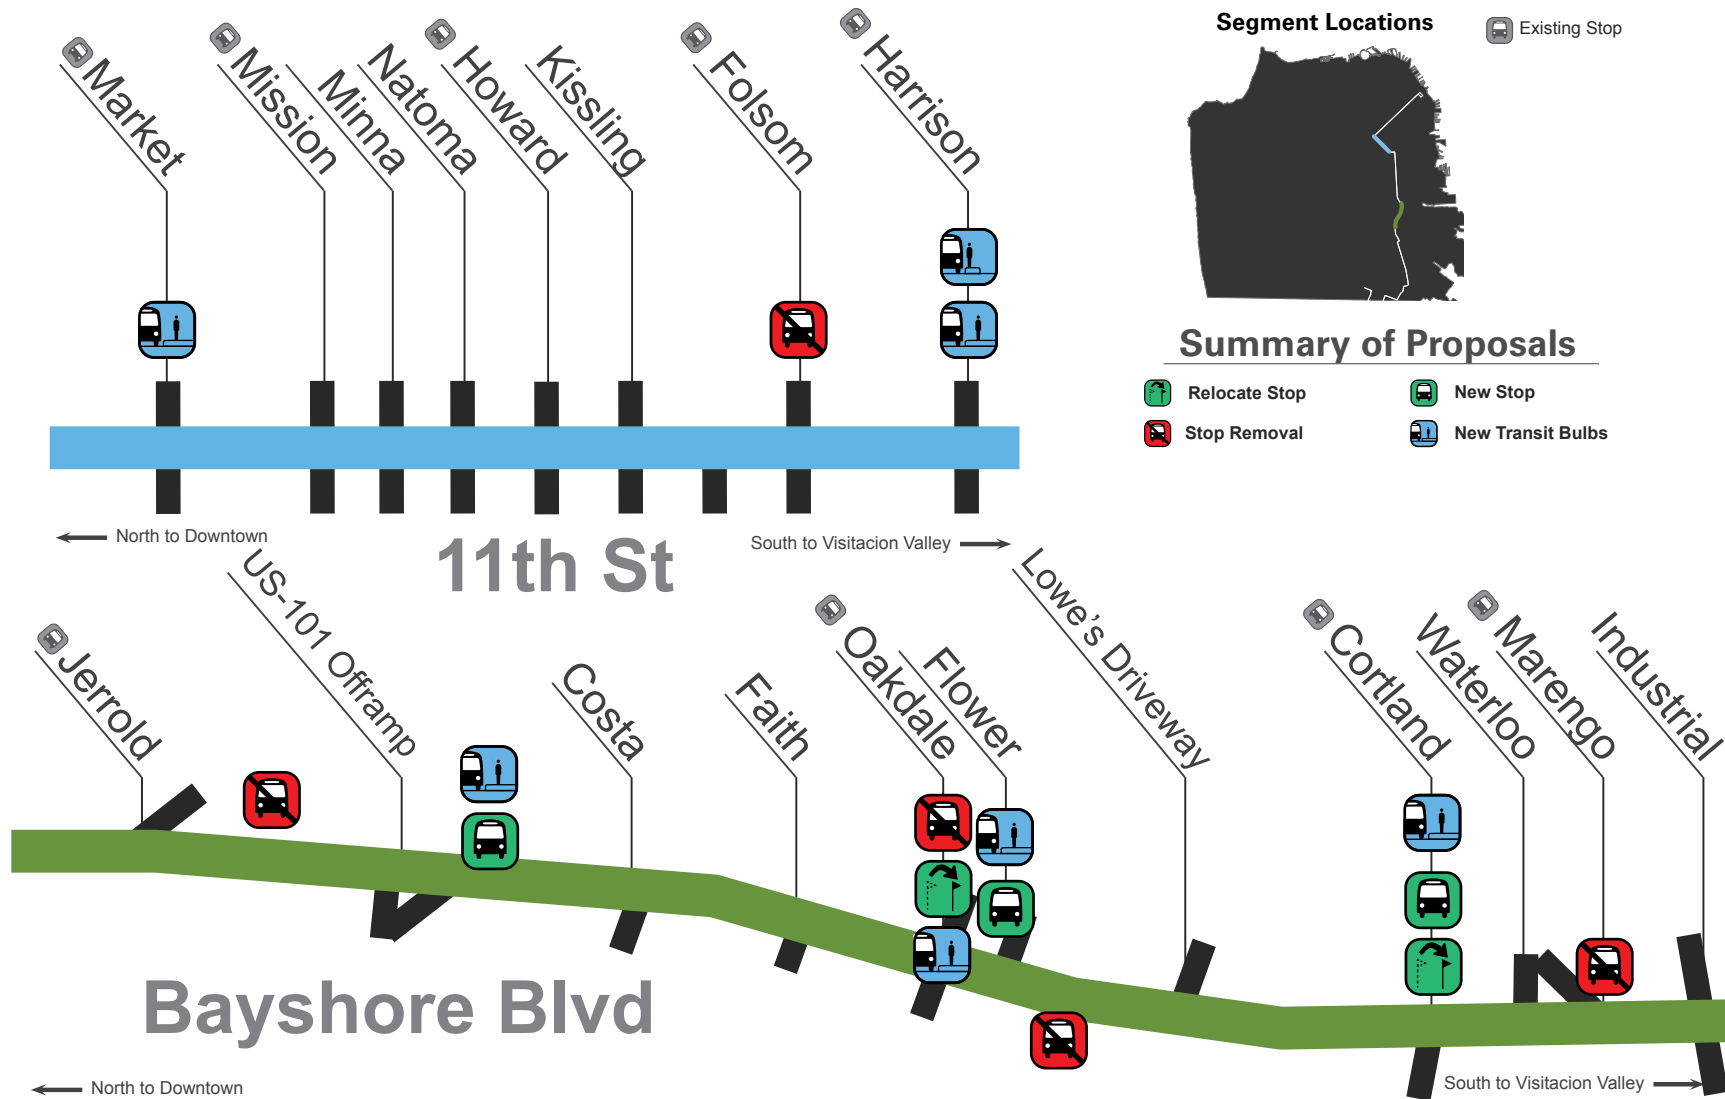 Segment Locations
Existing Stop
Market
Mission
Minna
Natoma
Howard
Kissling
Folsom
Harrison
Summary of Proposals
Relocate Stop
New Stop
Stop Removal
New Transit Bulbs
North to Downtown
South to Visitacion Valley
11th St
Jerrold
US-101 Offramp
Costa
Faith
Oakdale
Flower
Lowe's Driveway
Cortland
Waterloo
Marengo
Industrial
Bayshore Blvd
North to Downtown
South to Visitacion Valley